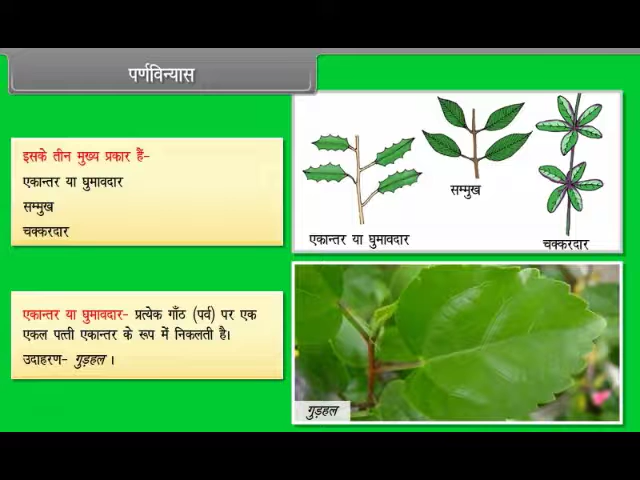 पर्णविन्यास
इसके तीन मुख्य प्रकार हैं-
एकान्तर या घुमावदार
सम्मुख
चक्करदार
एकान्तर या घुमावदार
सम्मुख
चक्करदार
एकान्तर या घुमावदार- प्रत्येक गाँठ (पर्व) पर एक
एकल पत्ती एकान्तर के रूप में निकलती है।
उदाहरण- गुड़हल ।
गुड़हल